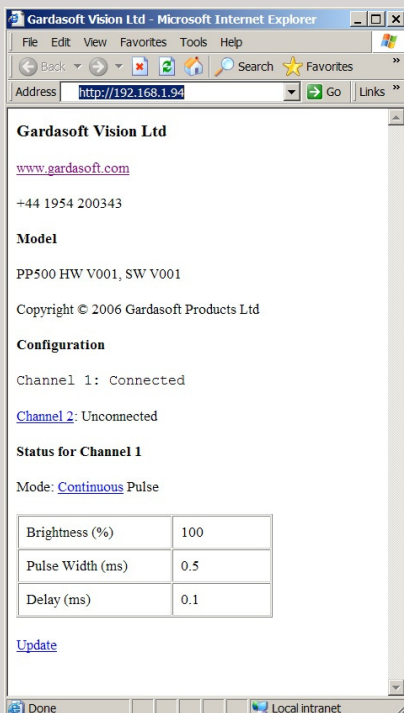 Gardasoft Vision Ltd - Microsoft Internet Explorer
File Edit View Favorites Tools Help
Back Search Favorites »
Address http://192.168.1.94 Go Links »
Gardasoft Vision Ltd
www.gardasoft.com
+44 1954 200343
Model
PP500 HW V001, SW V001
Copyright © 2006 Gardasoft Products Ltd
Configuration
Channel 1: Connected
Channel 2: Unconnected
Status for Channel 1
Mode: Continuous Pulse
Brightness (%) 100
Pulse Width (ms) 0.5
Delay (ms) 0.1
Update
Done Local intranet